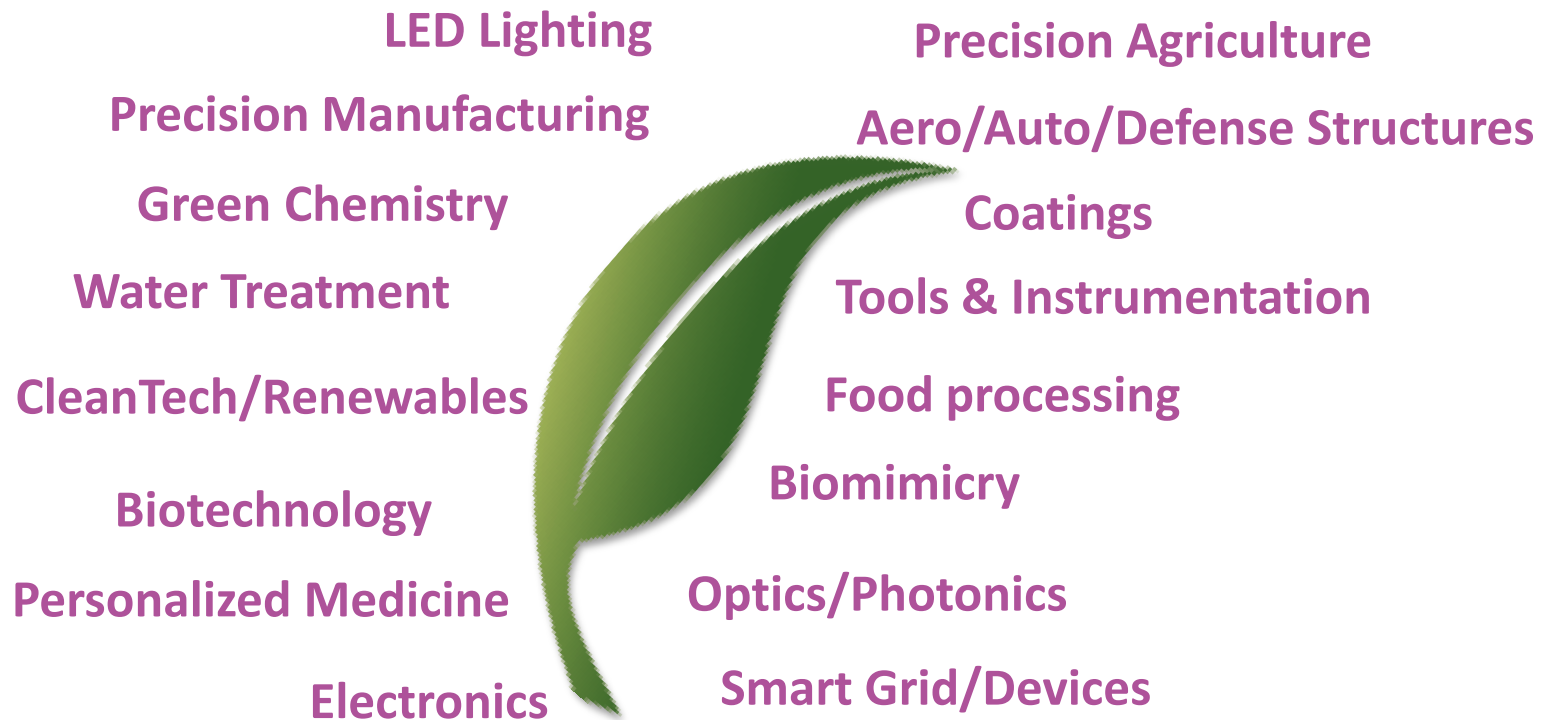 LED Lighting
Precision Manufacturing
Green Chemistry
Water Treatment
CleanTech/Renewables
Biotechnology
Personalized Medicine
Electronics
Precision Agriculture
Aero/Auto/Defense Structures
Coatings
Tools & Instrumentation
Food processing
Biomimicry
Optics/Photonics
Smart Grid/Devices